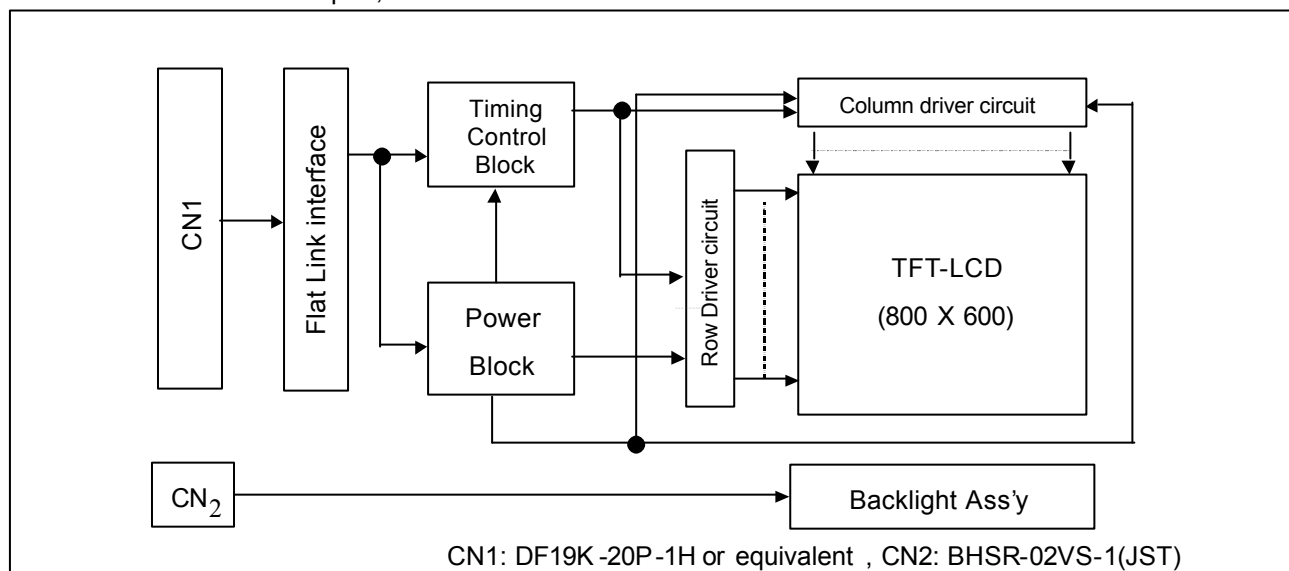 CN1
Flat Link interface
Timing
Control
Block
Power
Block
Row Driver circuit
Column driver circuit
TFT-LCD
(800 X 600)
CN2
Backlight Ass'y
CN1: DF19K -20P-1H or equivalent , CN2: BHSR-02VS-1(JST)